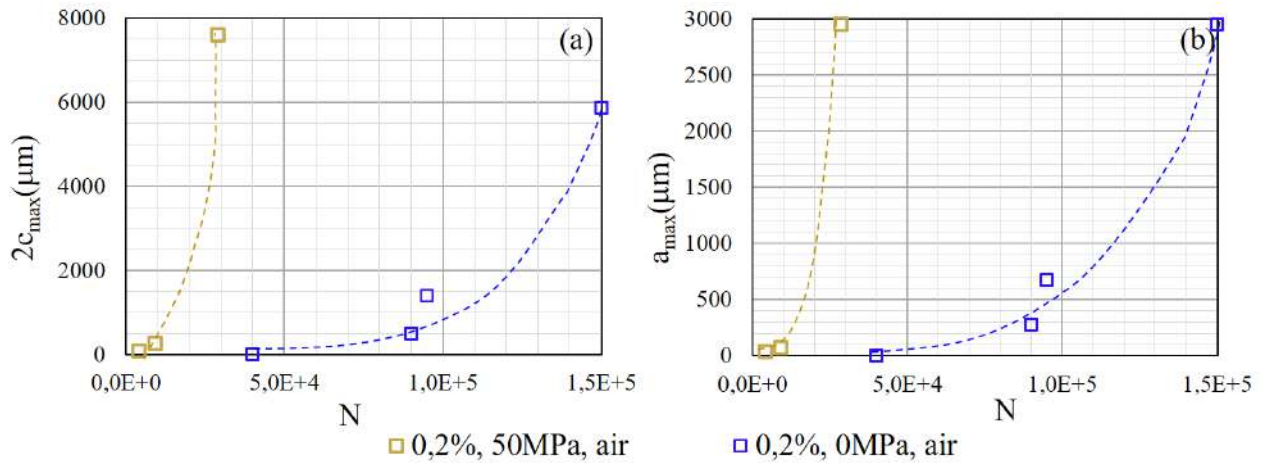 (a)
8000
6000
4000
2000
0
2cmax(μm)
0,0E+0
5,0E+4
1,0E+5
1,5E+5
N
(b)
3000
2500
2000
1500
1000
500
0
amax(μm)
0,0E+0
5,0E+4
1,0E+5
1,5E+5
N
0,2%, 50MPa, air
0,2%, 0MPa, air